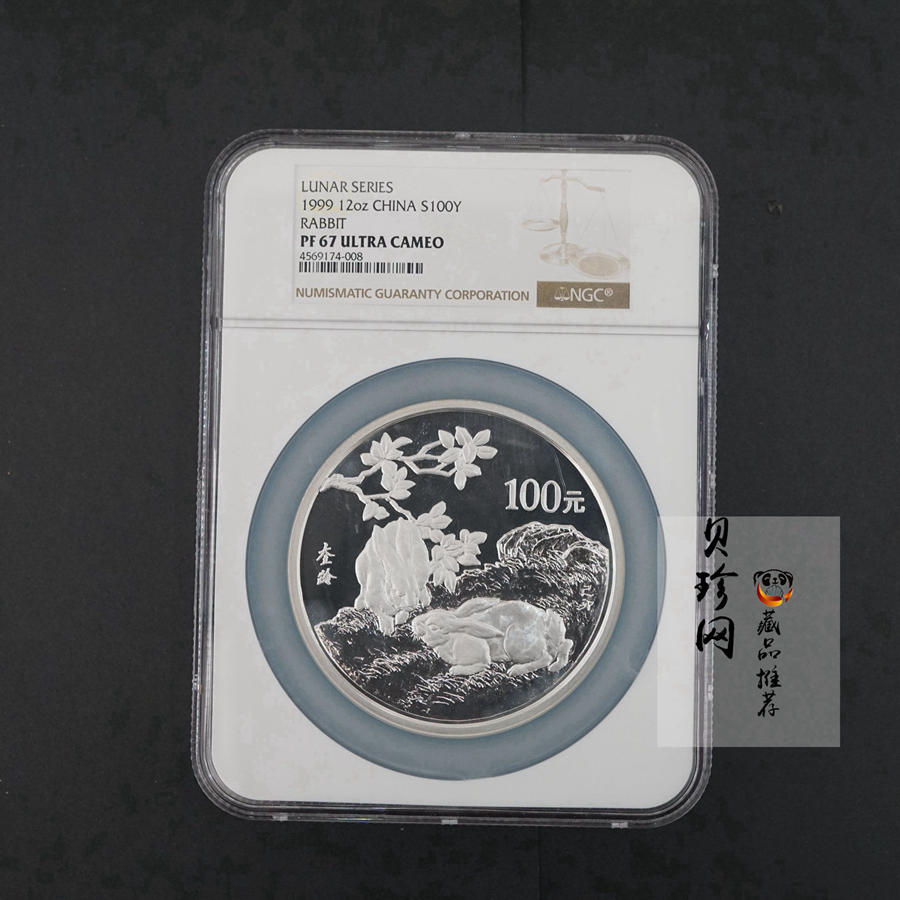 LUNAR SERIES
1999 12oz CHINA S100Y
RABBIT
PF 67 ULTRA CAMEO
4569174-008
NUMISMATIC GUARANTY CORPORATION
NGC®
100元
贝珍网
藏品推荐